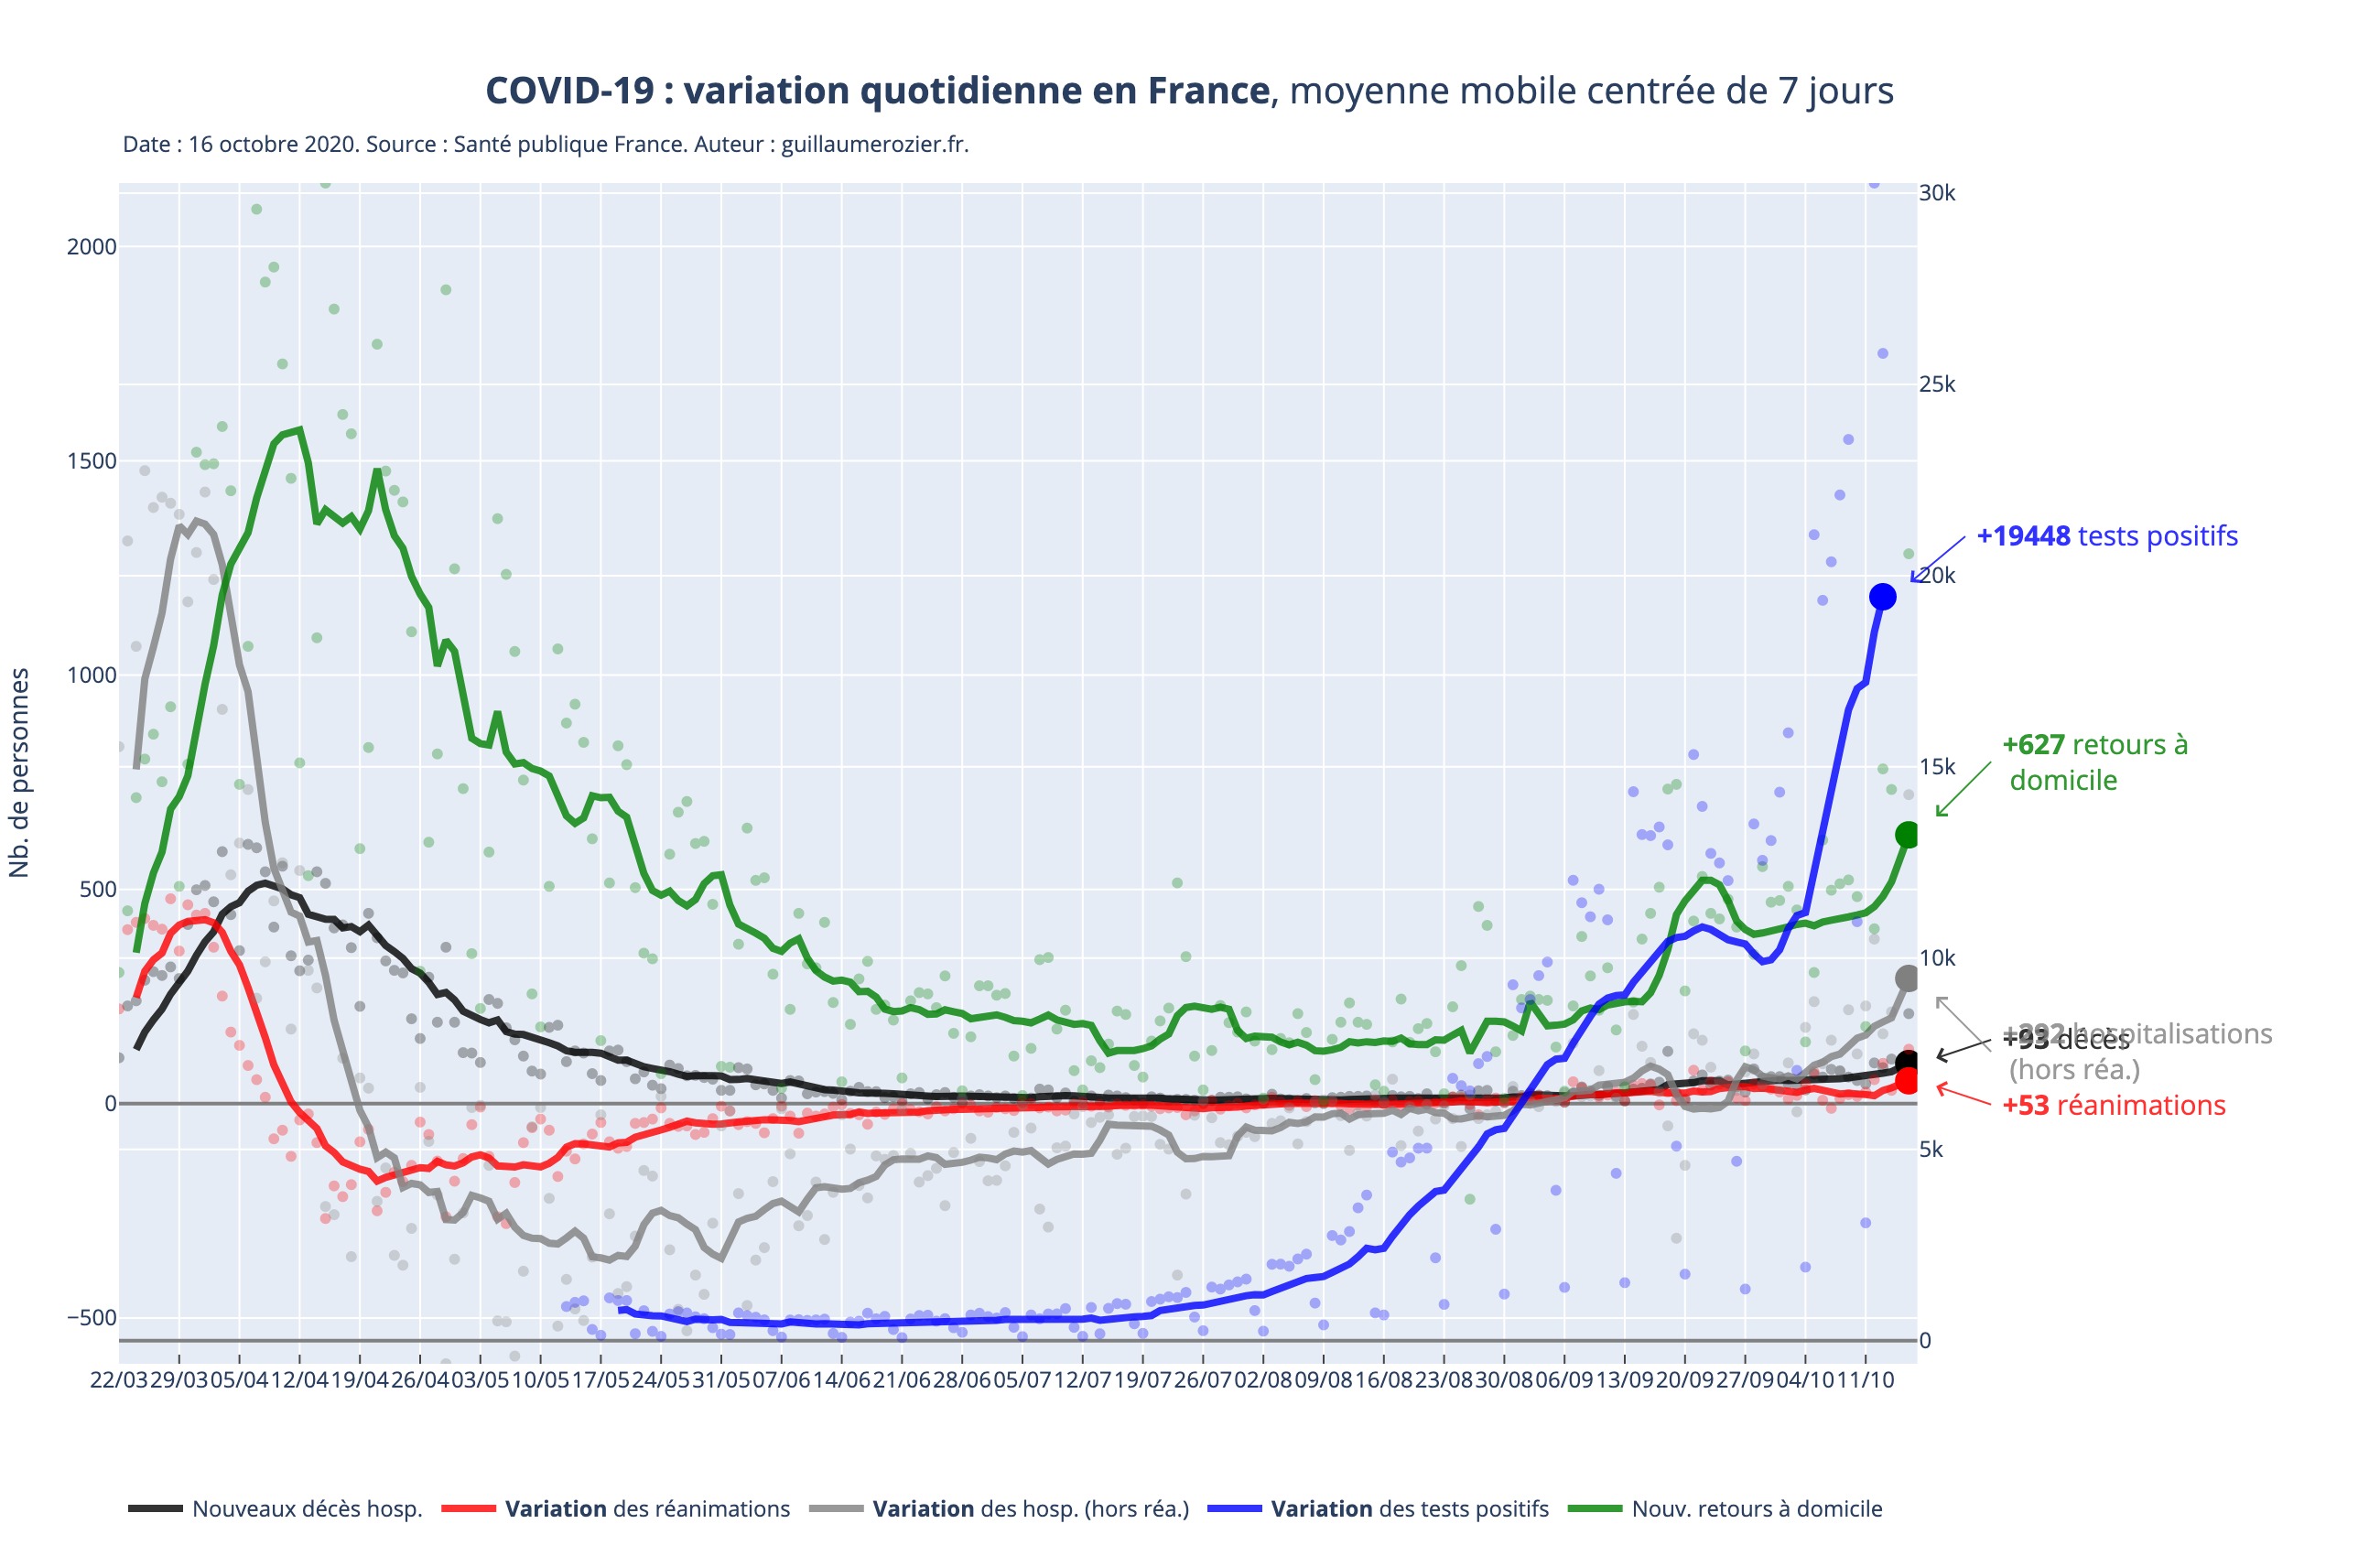 COVID-19 : variation quotidienne en France, moyenne mobile centrée de 7 jours
Date : 16 octobre 2020. Source : Santé publique France. Auteur : guillaumerozier.fr.
Nb. de personnes
2000
1500
1000
500
0
−500
30k
25k
20k
15k
10k
5k
0
+19448 tests positifs
+627 retours à
domicile
+292 hospitalisations
(hors réa.)
+93 décès
+53 réanimations
22/03 29/03 05/04 12/04 19/04 26/04 03/05 10/05 17/05 24/05 31/05 07/06 14/06 21/06 28/06 05/07 12/07 19/07 26/07 02/08 09/08 16/08 23/08 30/08 06/09 13/09 20/09 27/09 04/10 11/10
Nouveaux décès hosp. Variation des réanimations Variation des hosp. (hors réa.) Variation des tests positifs Nouv. retours à domicile